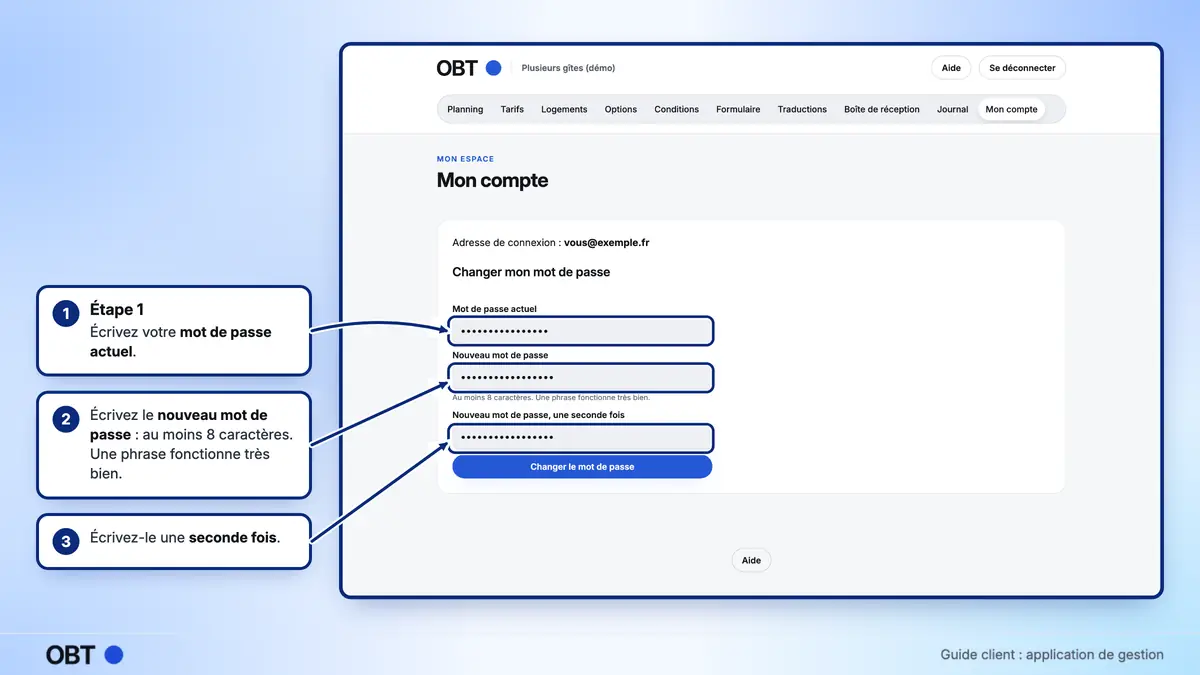 OBT
Plusieurs gîtes (démo)
Aide
Se déconnecter
Planning
Tarifs
Logements
Options
Conditions
Formulaire
Traductions
Boîte de réception
Journal
Mon compte
MON ESPACE
Mon compte
Adresse de connexion : vous@exemple.fr
Changer mon mot de passe
Mot de passe actuel
••••••••••••••••
Nouveau mot de passe
•••••••••••••••••
Au moins 8 caractères. Une phrase fonctionne très bien.
Nouveau mot de passe, une seconde fois
•••••••••••••••••
Changer le mot de passe
Aide
1
Étape 1
Écrivez votre mot de passe
actuel.
2
Écrivez le nouveau mot de
passe : au moins 8 caractères.
Une phrase fonctionne très
bien.
3
Écrivez-le une seconde fois.
OBT
Guide client : application de gestion